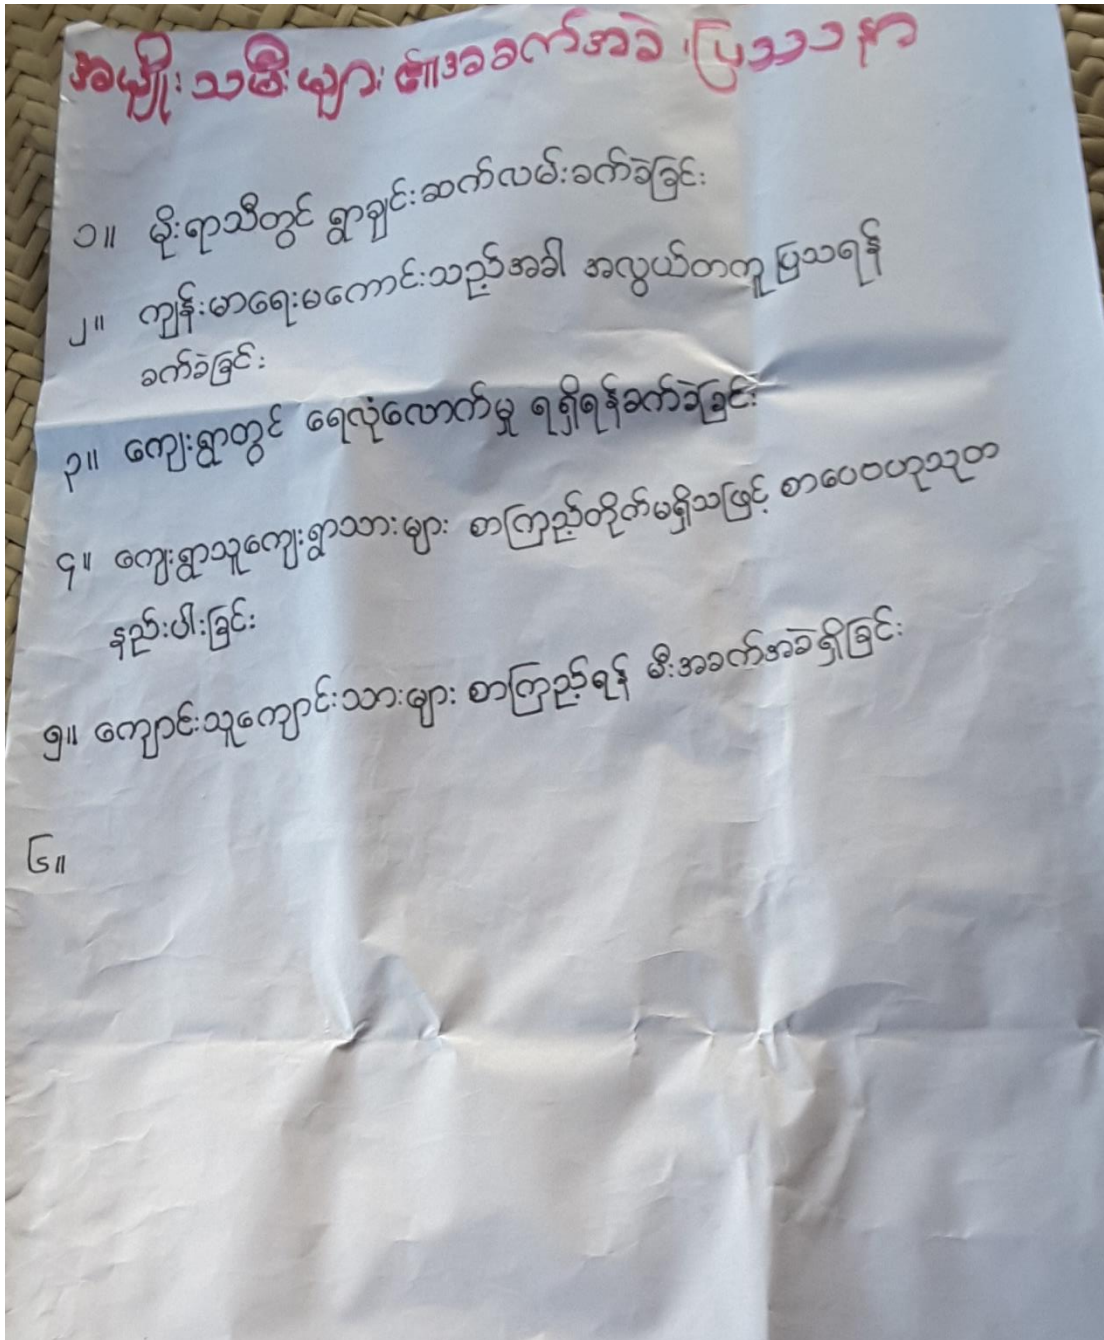 အမျိုးသမီးများ၏အခက်အခဲ ၊ပြဿနာ
၁။ မိုးရာသီတွင် ရွာချင်းဆက်လမ်းခက်ခဲခြင်း
၂။ ကျန်းမာရေးမကောင်းသည့်အခါ အလွယ်တကူ ပြသရန်
ခက်ခဲခြင်း
၃။ ကျေးရွာတွင် ရေလုံလောက်မှု ရရှိရန်ခက်ခဲခြင်း
၄။ ကျေးရွာသူကျေးရွာသားများ စာကြည့်တိုက်မရှိသဖြင့် စာပေဗဟုသုတ
နည်းပါးခြင်း
၅။ ကျောင်းသူကျောင်းသားများ စာကြည့်ရန် မီးအခက်အခဲရှိခြင်း
၆။